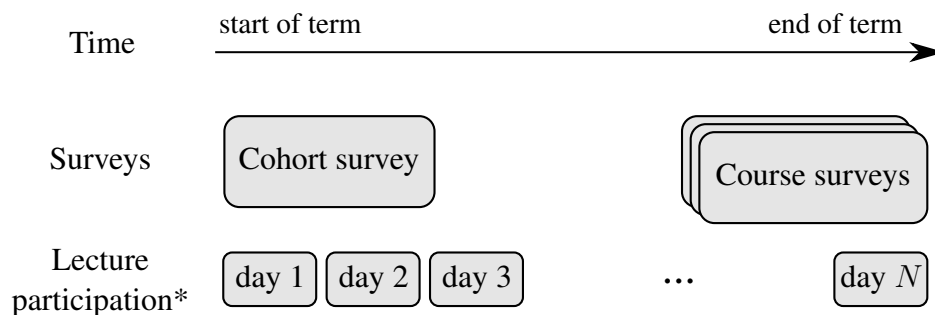 Time
start of term
end of term
Surveys
Cohort survey
Course surveys
Lecture
participation*
day 1
day 2
day 3
...
day N